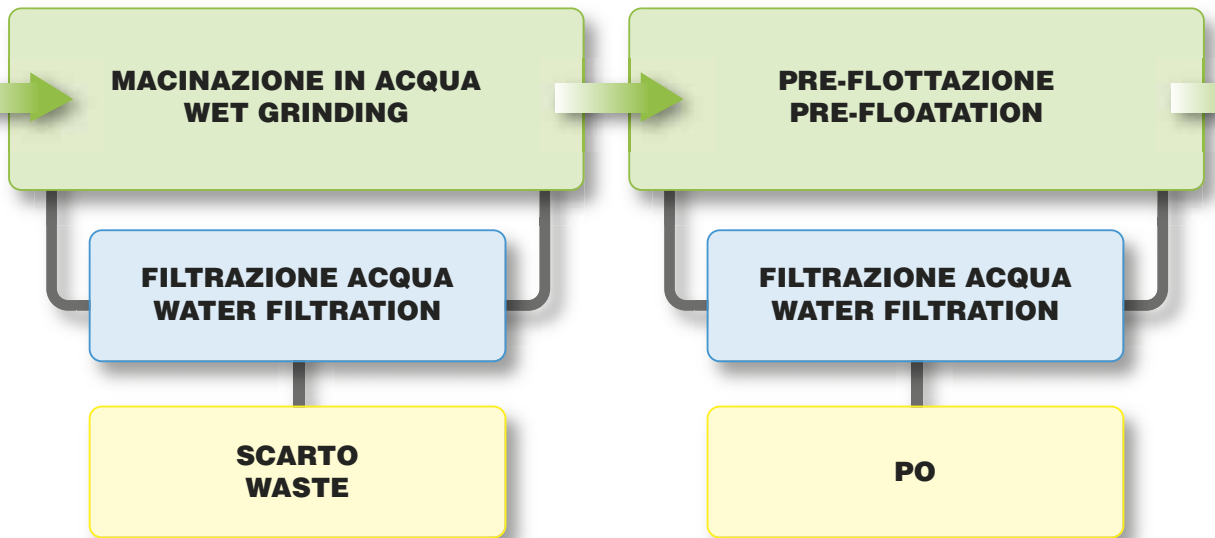 MACINAZIONE IN ACQUA
WET GRINDING
PRE-FLOTTAZIONE
PRE-FLOATATION
FILTRAZIONE ACQUA
WATER FILTRATION
FILTRAZIONE ACQUA
WATER FILTRATION
SCARTO
WASTE
PO